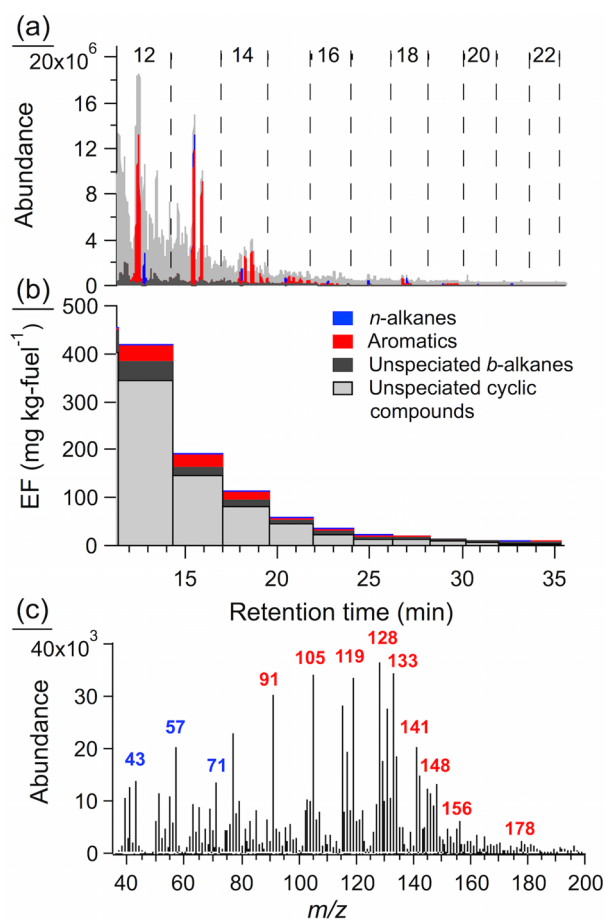 (a)
20x10⁶
12 14 16 18 20 22
16
12
8
4
0
Abundance
(b)
500
400
300
200
100
0
EF (mg kg-fuel⁻¹)
n-alkanes
Aromatics
Unspeciated b-alkanes
Unspeciated cyclic
compounds
15 20 25 30 35
Retention time (min)
(c)
40x10³
30
20
10
0
Abundance
43
57
71
91
105
119
128
133
141
148
156
178
40 60 80 100 120 140 160 180 200
m/z